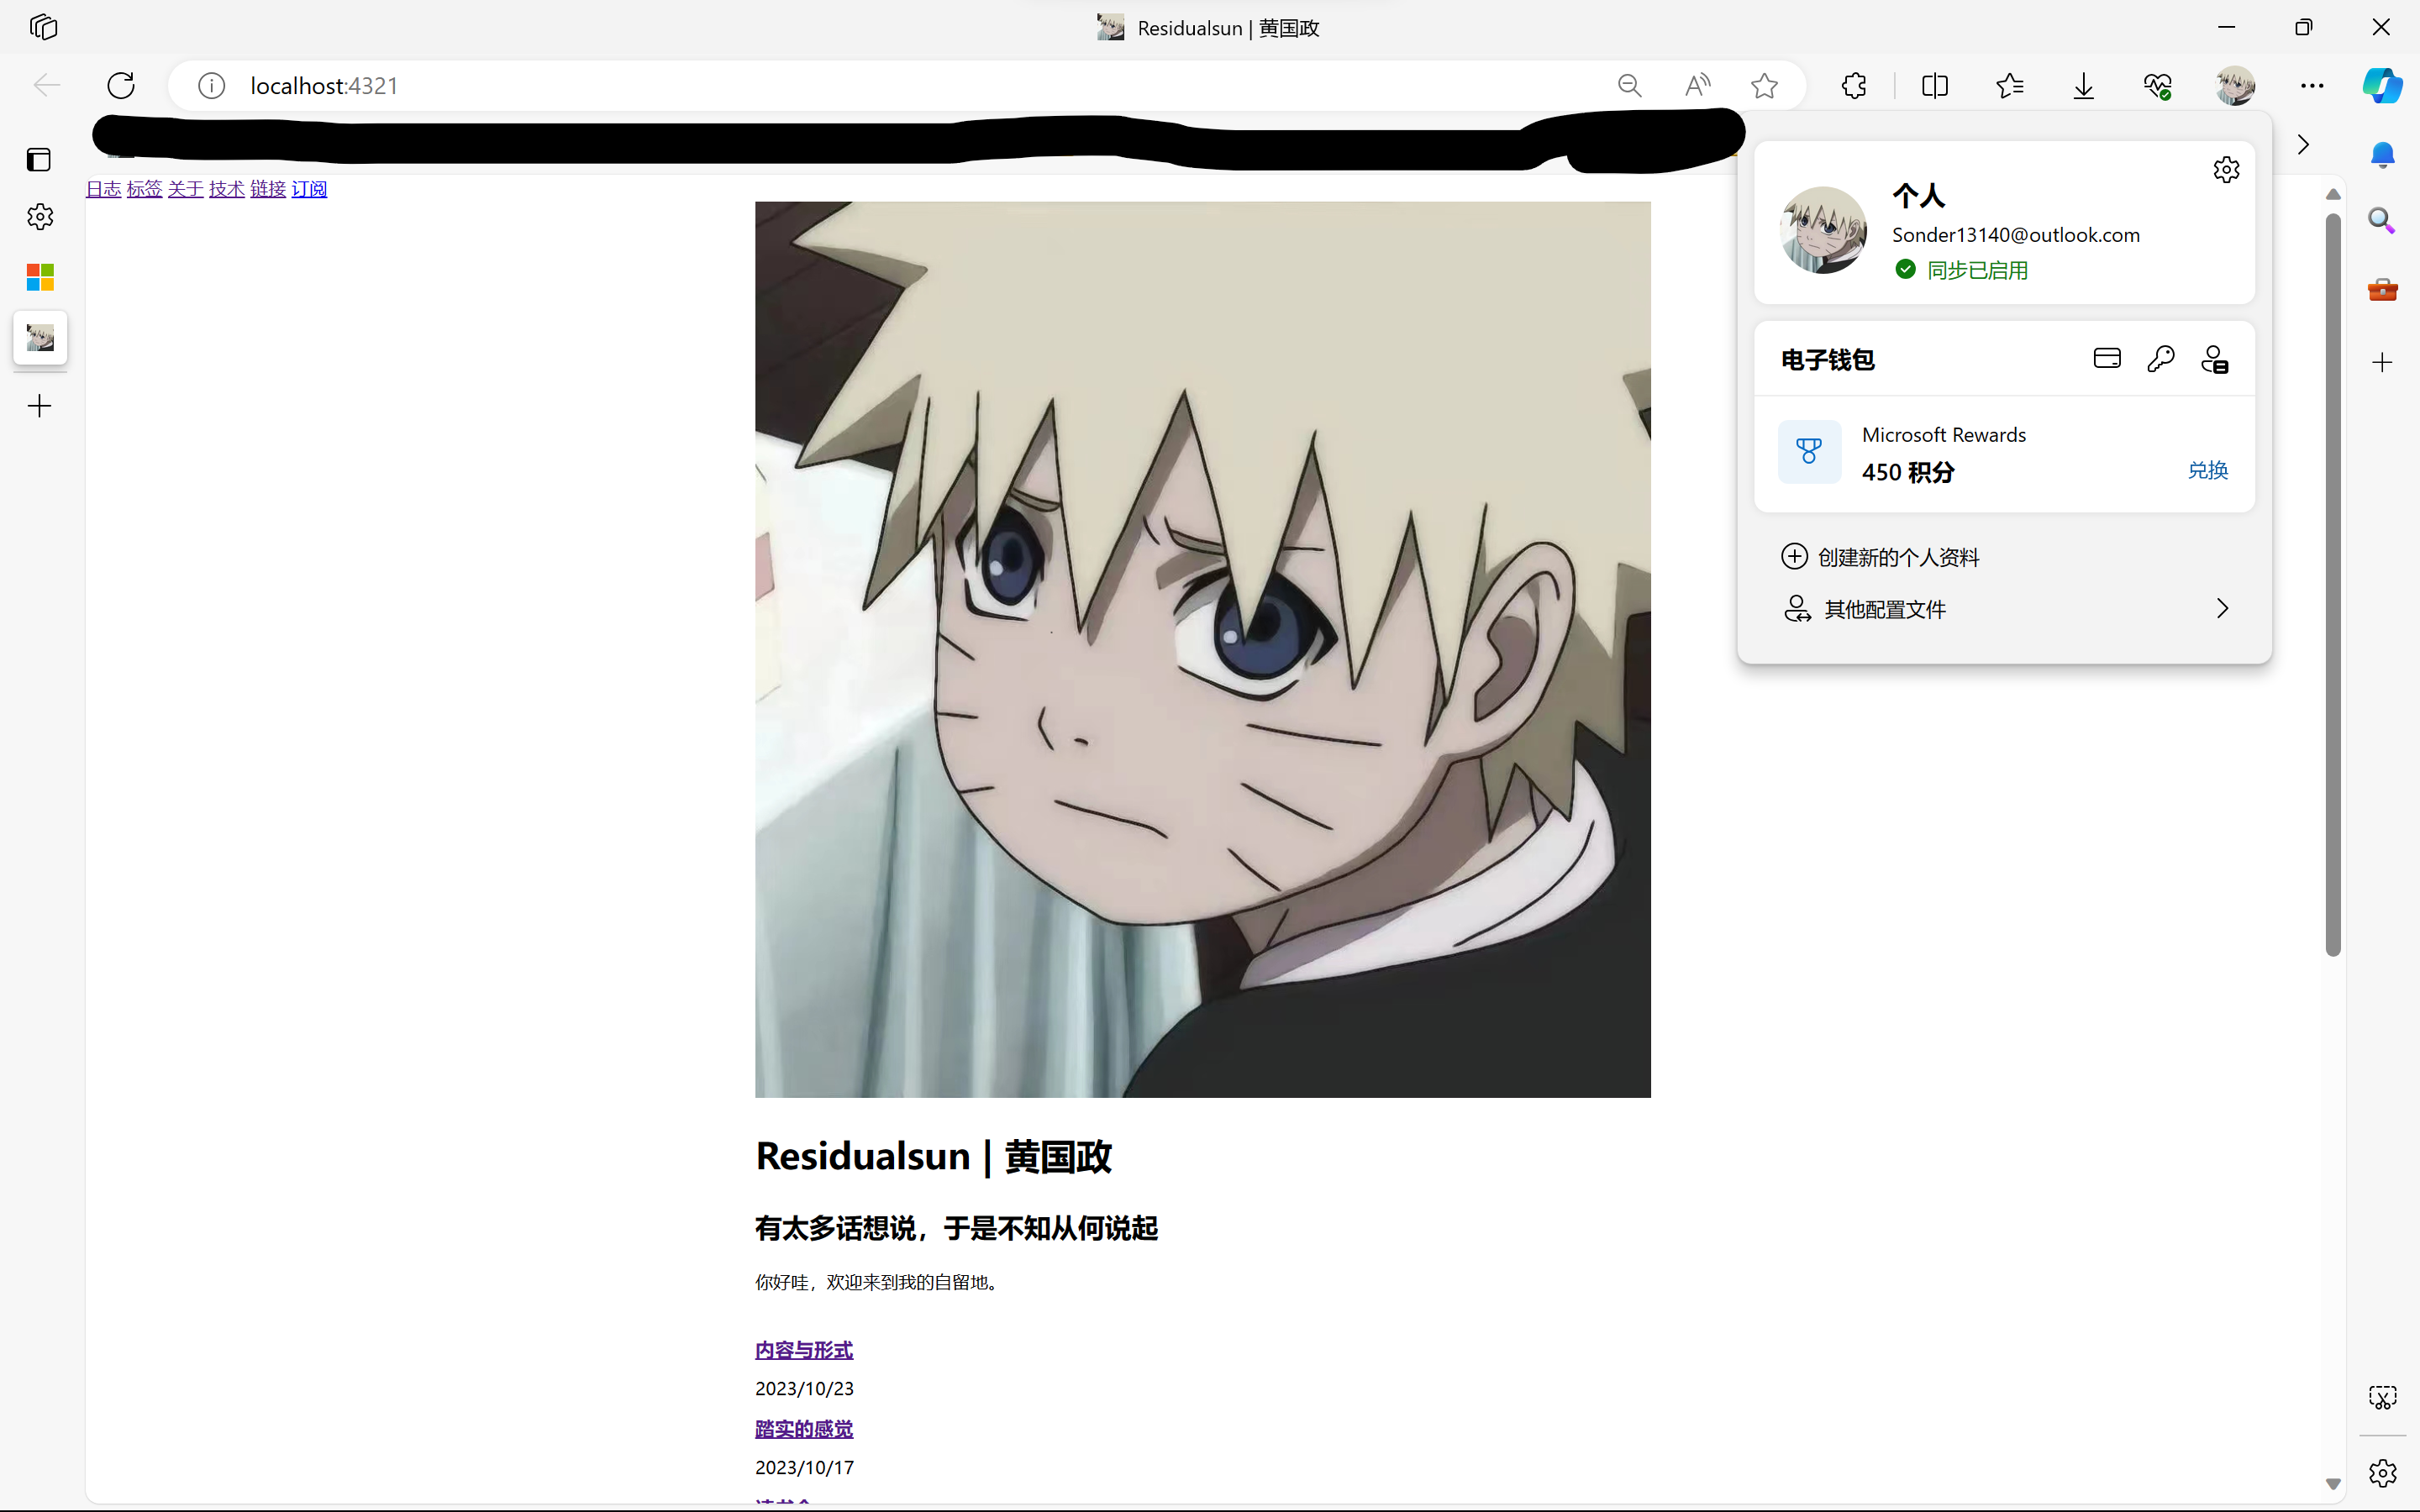 Residualsun | 黄国政
localhost:4321
日志 标签 关于 技术 链接 订阅
个人
Sonder13140@outlook.com
同步已启用
电子钱包
Microsoft Rewards
450 积分
兑换
创建新的个人资料
其他配置文件
Residualsun | 黄国政
有太多话想说，于是不知从何说起
你好哇，欢迎来到我的自留地。
内容与形式
2023/10/23
踏实的感觉
2023/10/17